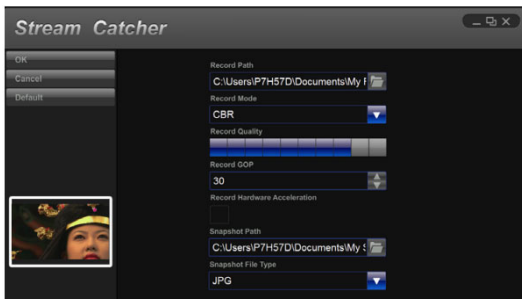 Stream Catcher
OK
Cancel
Default
Record Path
C:\Users\P7H57D\Documents\My
Record Mode
CBR
Record Quality
Record GOP
30
Record Hardware Acceleration
Snapshot Path
C:\Users\P7H57D\Documents\My
Snapshot File Type
JPG